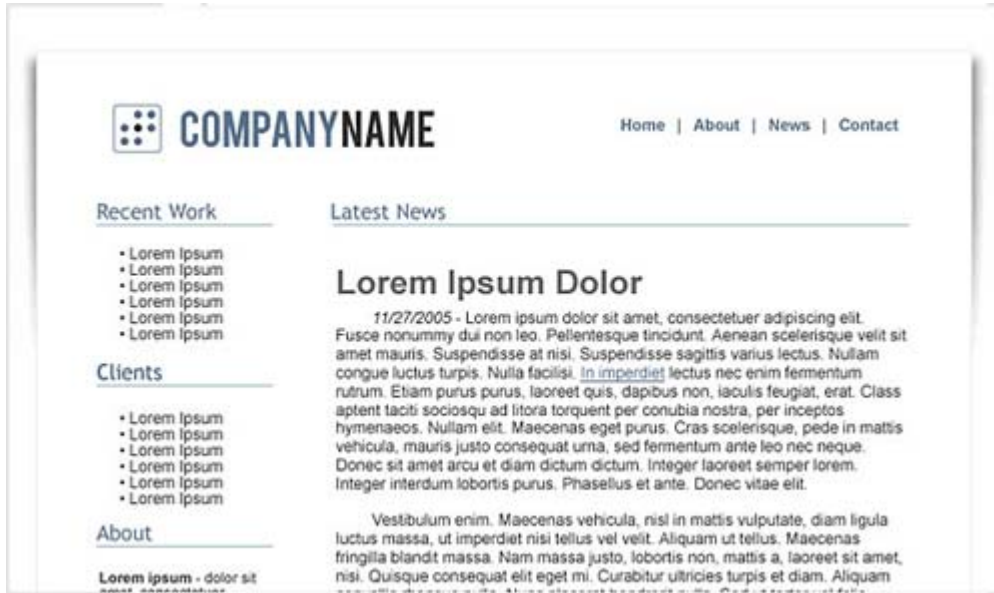 COMPANYNAME
Home | About | News | Contact
Recent Work
• Lorem Ipsum
• Lorem Ipsum
• Lorem Ipsum
• Lorem Ipsum
• Lorem Ipsum
• Lorem Ipsum
Clients
• Lorem Ipsum
• Lorem Ipsum
• Lorem Ipsum
• Lorem Ipsum
• Lorem Ipsum
• Lorem Ipsum
About
Lorem ipsum - dolor sit
amet, consectetuer
Latest News
Lorem Ipsum Dolor
11/27/2005 - Lorem ipsum dolor sit amet, consectetuer adipiscing elit.
Fusce nonummy dui non leo. Pellentesque tincidunt. Aenean scelerisque velit sit
amet mauris. Suspendisse at nisi. Suspendisse sagittis varius lectus. Nullam
congue luctus turpis. Nulla facilisi. In imperdiet lectus nec enim fermentum
rutrum. Etiam purus purus, laoreet quis, dapibus non, iaculis feugiat, erat. Class
aptent taciti sociosqu ad litora torquent per conubia nostra, per inceptos
hymenaeos. Nullam elit. Maecenas eget purus. Cras scelerisque, pede in mattis
vehicula, mauris justo consequat urna, sed fermentum ante leo nec neque.
Donec sit amet arcu et diam dictum dictum. Integer laoreet semper lorem.
Integer interdum lobortis purus. Phasellus et ante. Donec vitae elit.
Vestibulum enim. Maecenas vehicula, nisl in mattis vulputate, diam ligula
luctus massa, ut imperdiet nisi tellus vel velit. Aliquam ut tellus. Maecenas
fringilla blandit massa. Nam massa justo, lobortis non, mattis a, laoreet sit amet,
nisi. Quisque consequat elit eget mi. Curabitur ultricies turpis et diam. Aliquam